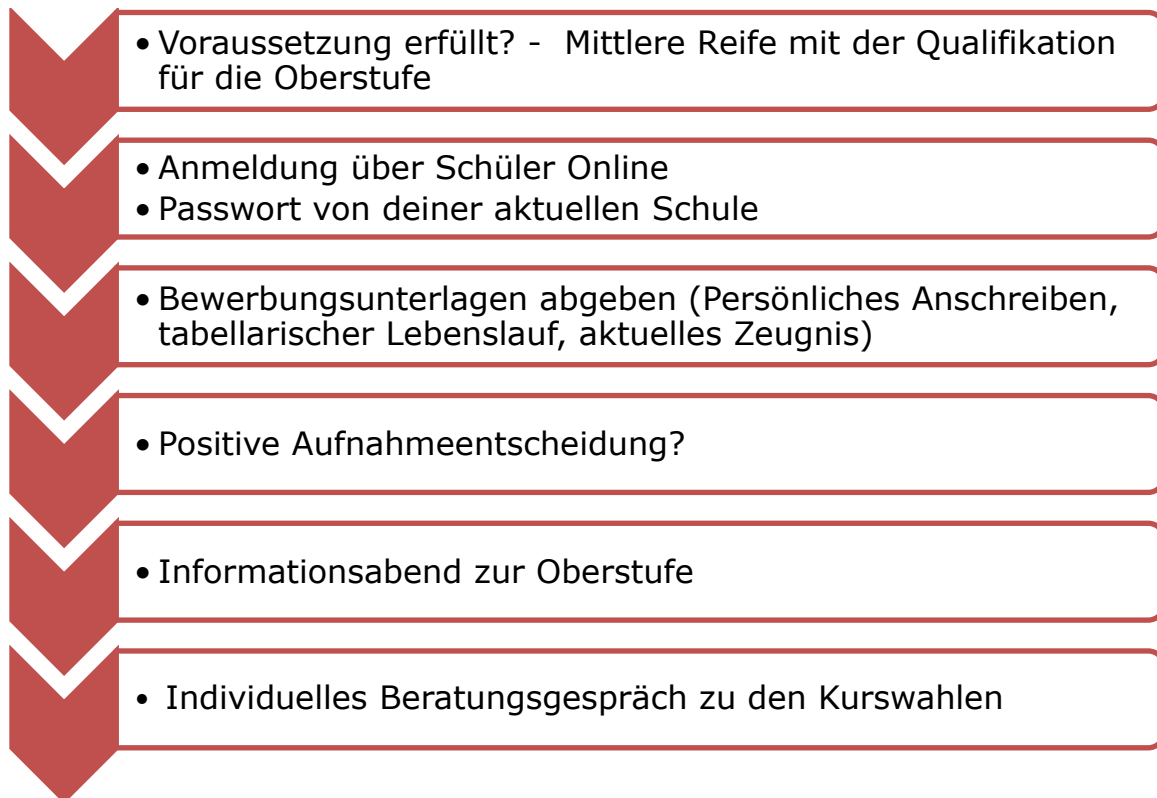 • Voraussetzung erfüllt? -  Mittlere Reife mit der Qualifikation
für die Oberstufe
• Anmeldung über Schüler Online
• Passwort von deiner aktuellen Schule
• Bewerbungsunterlagen abgeben (Persönliches Anschreiben,
tabellarischer Lebenslauf, aktuelles Zeugnis)
• Positive Aufnahmeentscheidung?
• Informationsabend zur Oberstufe
• Individuelles Beratungsgespräch zu den Kurswahlen